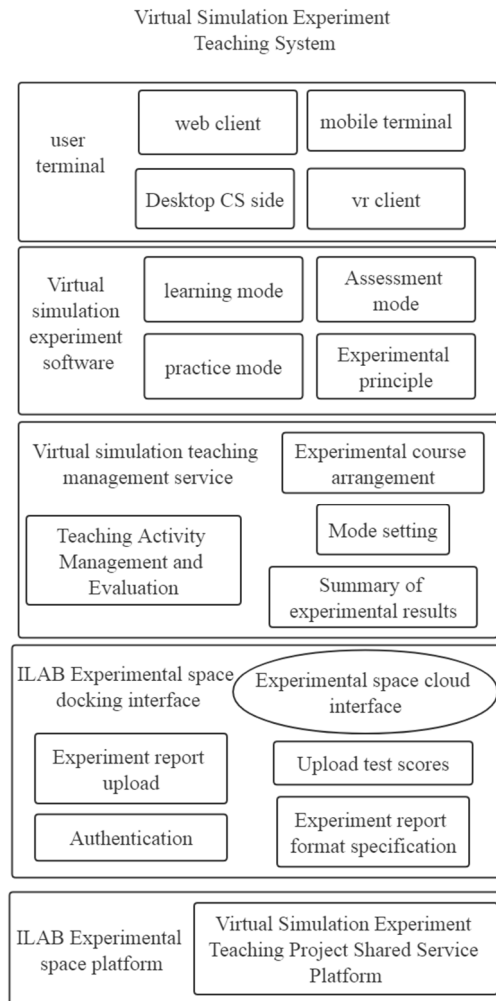 Virtual Simulation Experiment
Teaching System
user
terminal
web client
mobile terminal
Desktop CS side
vr client
Virtual
simulation
experiment
software
learning mode
Assessment
mode
practice mode
Experimental
principle
Virtual simulation teaching
management service
Experimental course
arrangement
Teaching Activity
Management and
Evaluation
Mode setting
Summary of
experimental results
ILAB Experimental space
docking interface
Experimental space cloud
interface
Experiment report
upload
Upload test scores
Authentication
Experiment report
format specification
ILAB Experimental
space platform
Virtual Simulation Experiment
Teaching Project Shared Service
Platform